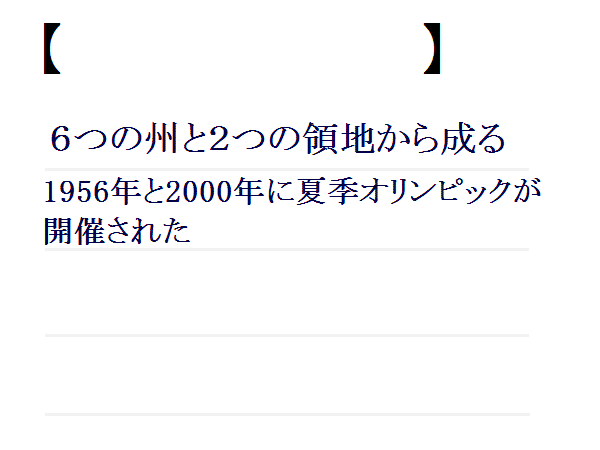 【　　　　　　　　】
６つの州と２つの領地から成る
1956年と2000年に夏季オリンピックが
開催された